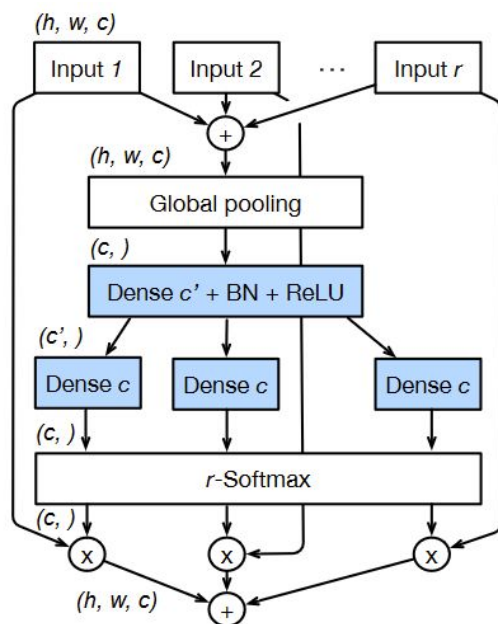 (h, w, c)
Input 1 Input 2 ... Input r
+
(h, w, c)
Global pooling
(c, )
Dense c' + BN + ReLU
(c', )
Dense c Dense c Dense c
(c, )
r-Softmax
(c, )
x x x
(h, w, c)
+